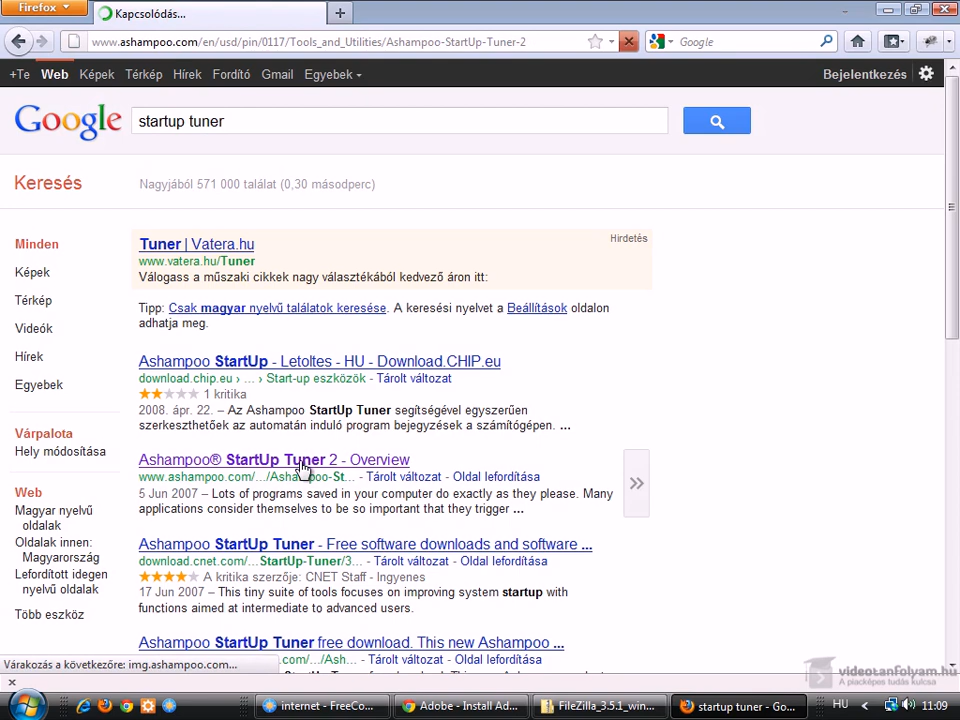 Firefox
Kapcsolódás...
www.ashampoo.com/en/usd/pin/0117/Tools_and_Utilities/Ashampoo-StartUp-Tuner-2
Google
+Te Web Képek Térkép Hírek Fordító Gmail Egyebek
Bejelentkezés
Google
startup tuner
Keresés
Nagyjából 571 000 találat (0,30 másodperc)
Minden
Képek
Térkép
Videók
Hírek
Egyebek
Várpalota
Hely módosítása
Web
Magyar nyelvű
oldalak
Oldalak innen:
Magyarország
Lefordított idegen
nyelvű oldalak
Több eszköz
Tuner | Vatera.hu
Hirdetés
www.vatera.hu/Tuner
Válogass a műszaki cikkek nagy választékából kedvező áron itt:
Tipp: Csak magyar nyelvű találatok keresése. A keresési nyelvet a Beállítások oldalon
adhatja meg.
Ashampoo StartUp - Letoltes - HU - Download.CHIP.eu
download.chip.eu › ... › Start-up eszközök - Tárolt változat
1 kritika
2008. ápr. 22. – Az Ashampoo StartUp Tuner segítségével egyszerűen
szerkeszthetőek az automatán induló program bejegyzések a számítógépen. ...
Ashampoo® StartUp Tuner 2 - Overview
www.ashampoo.com/.../Ashampoo-St... - Tárolt változat - Oldal lefordítása
5 Jun 2007 – Lots of programs saved in your computer do exactly as they please. Many
applications consider themselves to be so important that they trigger ...
Ashampoo StartUp Tuner - Free software downloads and software ...
download.cnet.com/...StartUp-Tuner/3... - Tárolt változat - Oldal lefordítása
A kritika szerzője: CNET Staff - Ingyenes
17 Jun 2007 – This tiny suite of tools focuses on improving system startup with
functions aimed at intermediate to advanced users.
Ashampoo StartUp Tuner free download. This new Ashampoo ...
.com/.../Ash... - Tárolt változat - Oldal lefordítása
Várakozás a következőre: img.ashampoo.com...
videotanfolyam.hu
A piacképes tudás kulcsa
internet - FreeCo...
Adobe - Install Ad...
FileZilla_3.5.1_win...
startup tuner - Go...
HU
11:09